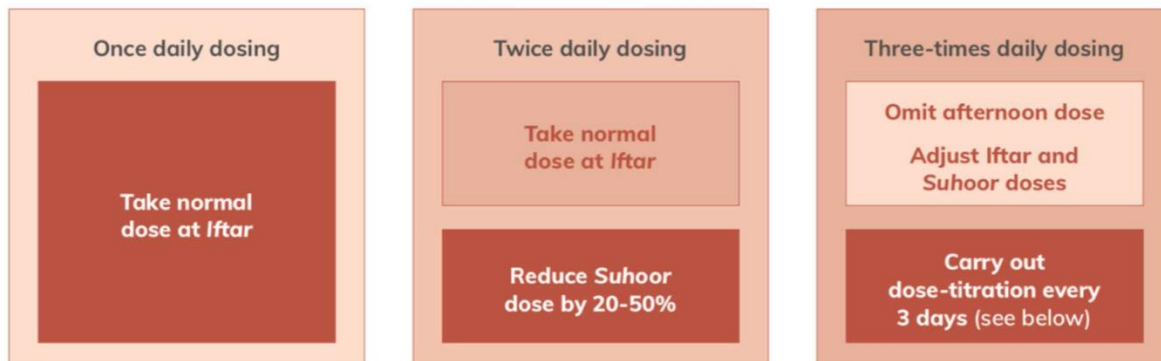 Once daily dosing
Take normal
dose at Iftar
Twice daily dosing
Take normal
dose at Iftar
Reduce Suhoor
dose by 20-50%
Three-times daily dosing
Omit afternoon dose
Adjust Iftar and
Suhoor doses
Carry out
dose-titration every
3 days (see below)